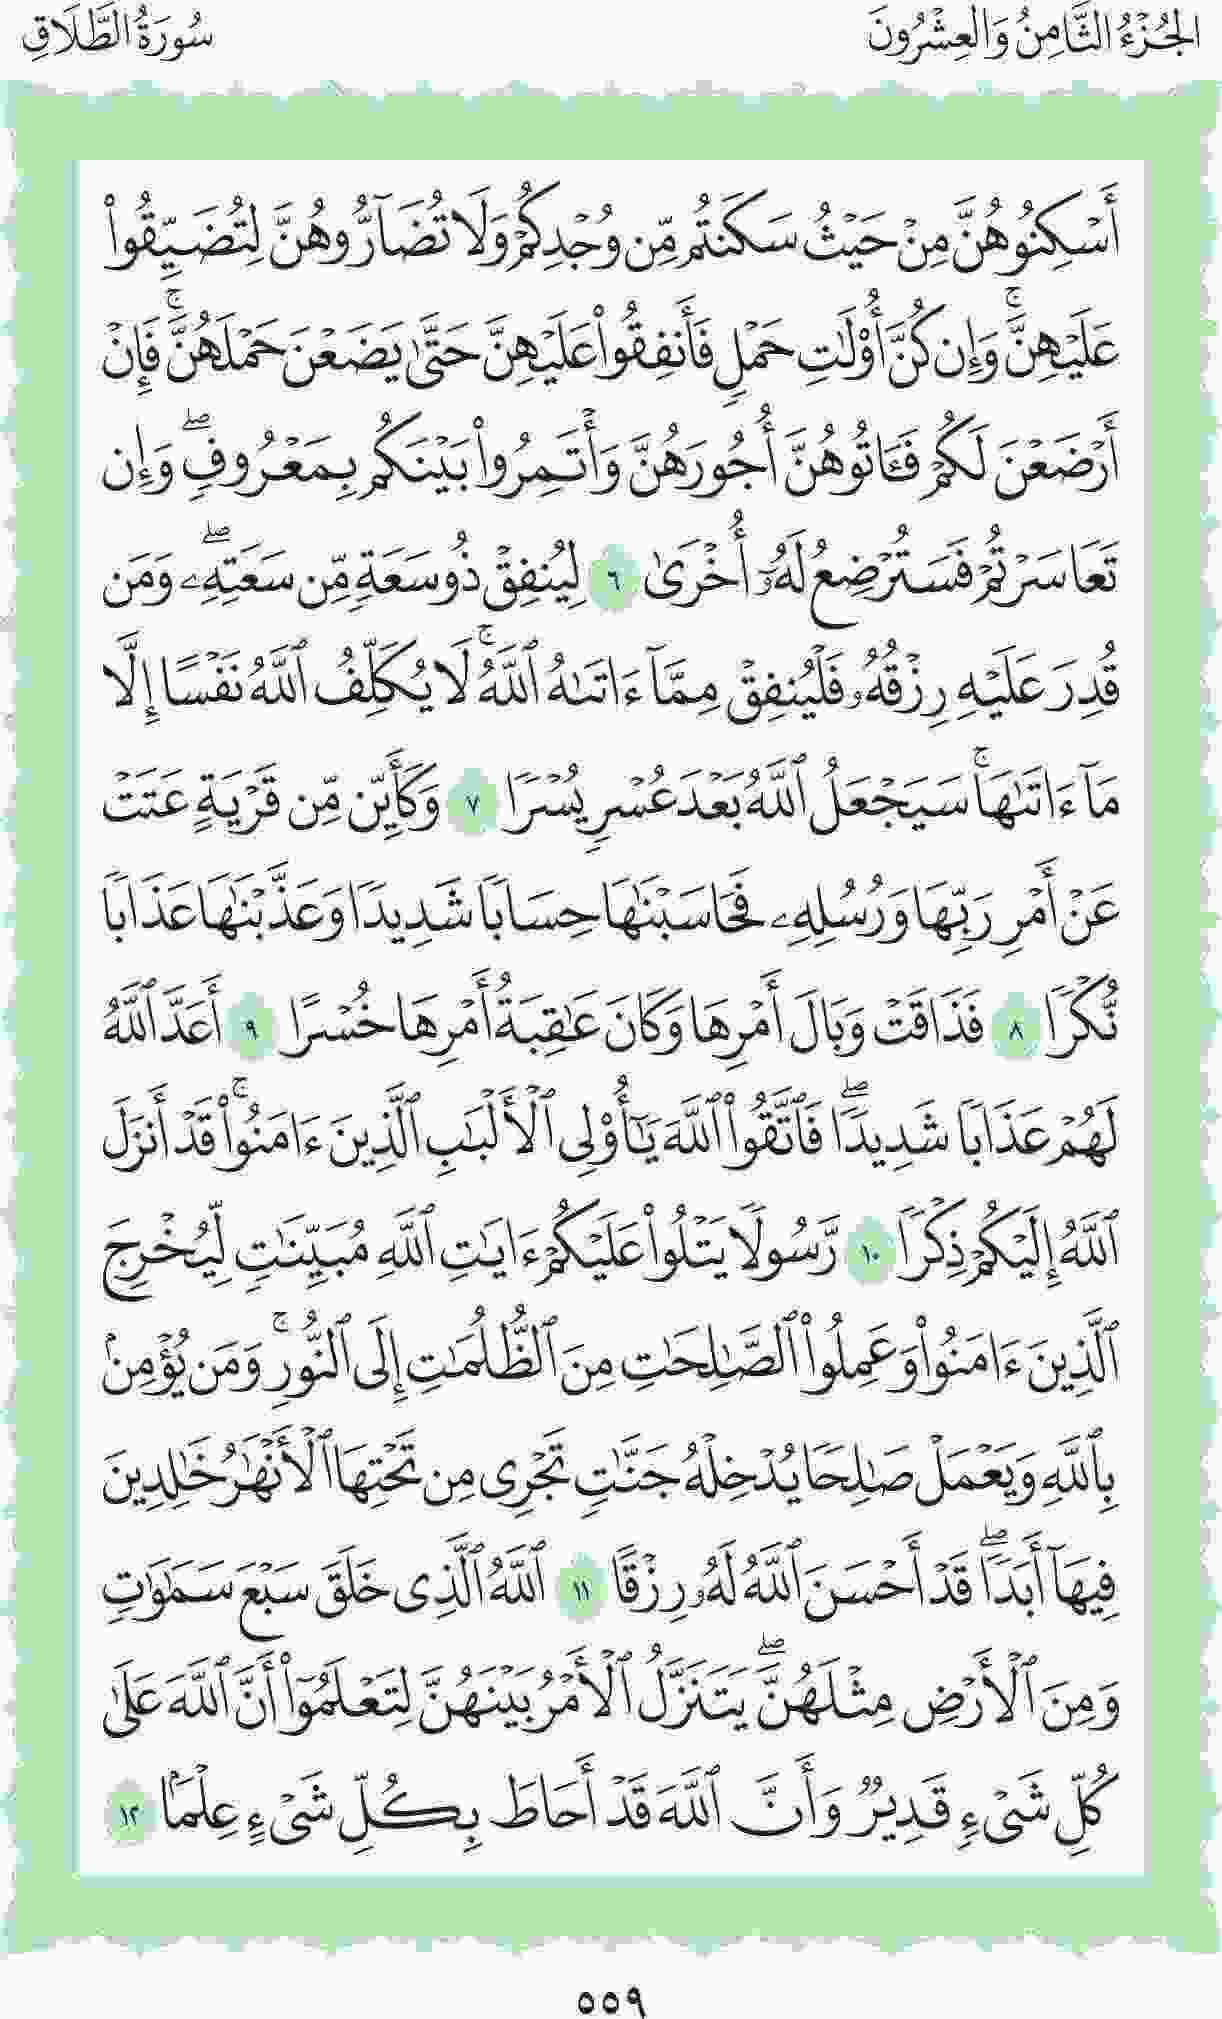 الجُزْءُ الثَّامِنُ وَالعِشْرُونَ
سُورَةُ الطَّلَاقِ
أَسْكِنُوهُنَّ مِنْ حَيْثُ سَكَنتُم مِّن وُجْدِكُمْ وَلَا تُضَآرُّوهُنَّ لِتُضَيِّقُوا۟
عَلَيْهِنَّ ۚ وَإِن كُنَّ أُو۟لَٰتِ حَمْلٍ فَأَنفِقُوا۟ عَلَيْهِنَّ حَتَّىٰ يَضَعْنَ حَمْلَهُنَّ ۚ فَإِنْ
أَرْضَعْنَ لَكُمْ فَـَٔاتُوهُنَّ أُجُورَهُنَّ وَأْتَمِرُوا۟ بَيْنَكُم بِمَعْرُوفٍ ۖ وَإِن
تَعَاسَرْتُمْ فَسَتُرْضِعُ لَهُۥٓ أُخْرَىٰ ٦ لِيُنفِقْ ذُو سَعَةٍ مِّن سَعَتِهِۦ ۖ وَمَن
قُدِرَ عَلَيْهِ رِزْقُهُۥ فَلْيُنفِقْ مِمَّآ ءَاتَىٰهُ ٱللَّهُ ۚ لَا يُكَلِّفُ ٱللَّهُ نَفْسًا إِلَّا
مَآ ءَاتَىٰهَا ۚ سَيَجْعَلُ ٱللَّهُ بَعْدَ عُسْرٍ يُسْرًا ٧ وَكَأَيِّن مِّن قَرْيَةٍ عَتَتْ
عَنْ أَمْرِ رَبِّهَا وَرُسُلِهِۦ فَحَاسَبْنَٰهَا حِسَابًا شَدِيدًا وَعَذَّبْنَٰهَا عَذَابًا
نُّكْرًا ٨ فَذَاقَتْ وَبَالَ أَمْرِهَا وَكَانَ عَٰقِبَةُ أَمْرِهَا خُسْرًا ٩ أَعَدَّ ٱللَّهُ
لَهُمْ عَذَابًا شَدِيدًا ۖ فَٱتَّقُوا۟ ٱللَّهَ يَٰٓأُو۟لِى ٱلْأَلْبَٰبِ ٱلَّذِينَ ءَامَنُوا۟ ۚ قَدْ أَنزَلَ
ٱللَّهُ إِلَيْكُمْ ذِكْرًا ١٠ رَّسُولًا يَتْلُوا۟ عَلَيْكُمْ ءَايَٰتِ ٱللَّهِ مُبَيِّنَٰتٍ لِّيُخْرِجَ
ٱلَّذِينَ ءَامَنُوا۟ وَعَمِلُوا۟ ٱلصَّٰلِحَٰتِ مِنَ ٱلظُّلُمَٰتِ إِلَى ٱلنُّورِ ۚ وَمَن يُؤْمِنۢ
بِٱللَّهِ وَيَعْمَلْ صَٰلِحًا يُدْخِلْهُ جَنَّٰتٍ تَجْرِى مِن تَحْتِهَا ٱلْأَنْهَٰرُ خَٰلِدِينَ
فِيهَآ أَبَدًا ۖ قَدْ أَحْسَنَ ٱللَّهُ لَهُۥ رِزْقًا ١١ ٱللَّهُ ٱلَّذِى خَلَقَ سَبْعَ سَمَٰوَٰتٍ
وَمِنَ ٱلْأَرْضِ مِثْلَهُنَّ ۖ يَتَنَزَّلُ ٱلْأَمْرُ بَيْنَهُنَّ لِتَعْلَمُوٓا۟ أَنَّ ٱللَّهَ عَلَىٰ
كُلِّ شَىْءٍ قَدِيرٌ وَأَنَّ ٱللَّهَ قَدْ أَحَاطَ بِكُلِّ شَىْءٍ عِلْمًۢا ١٢
٥٥٩